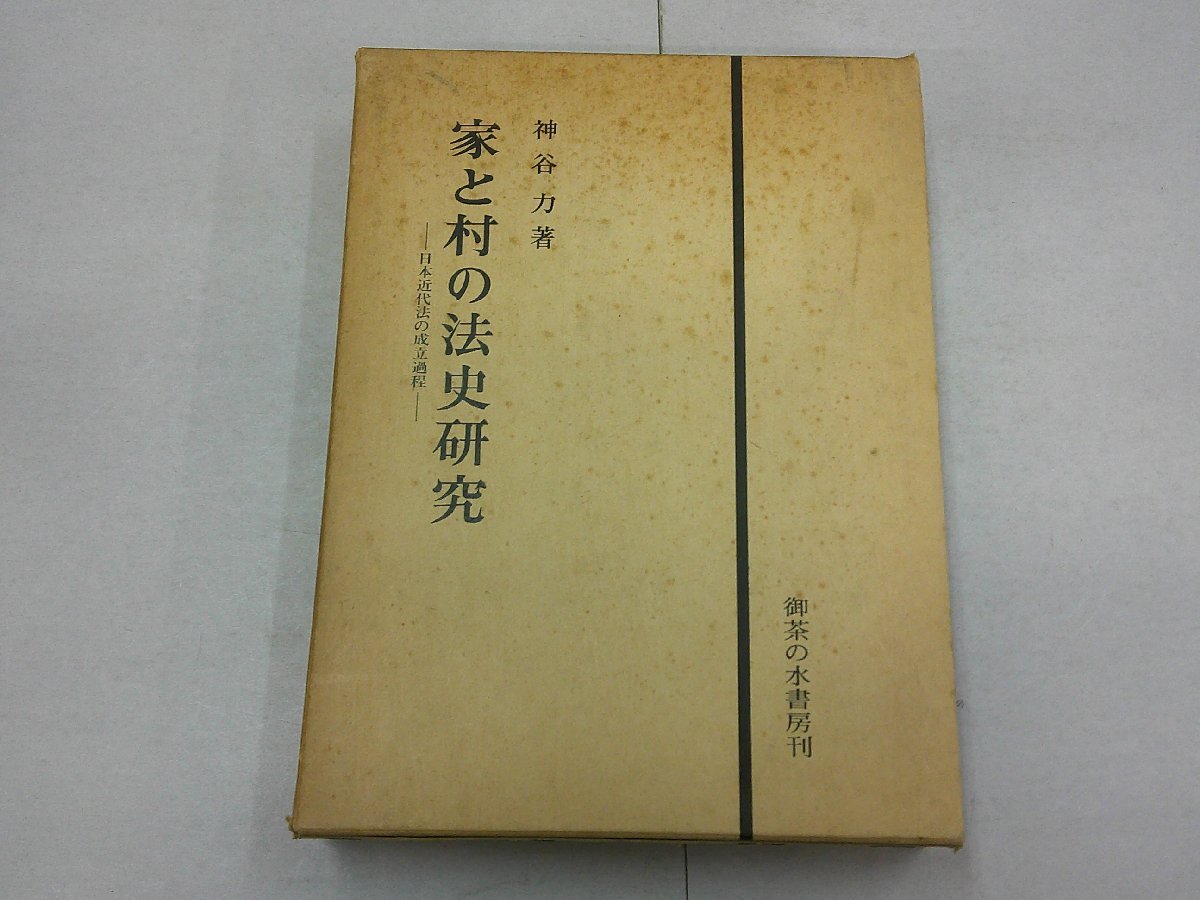 神谷力著
家と村の法史研究
―日本近代法の成立過程―
御茶の水書房刊